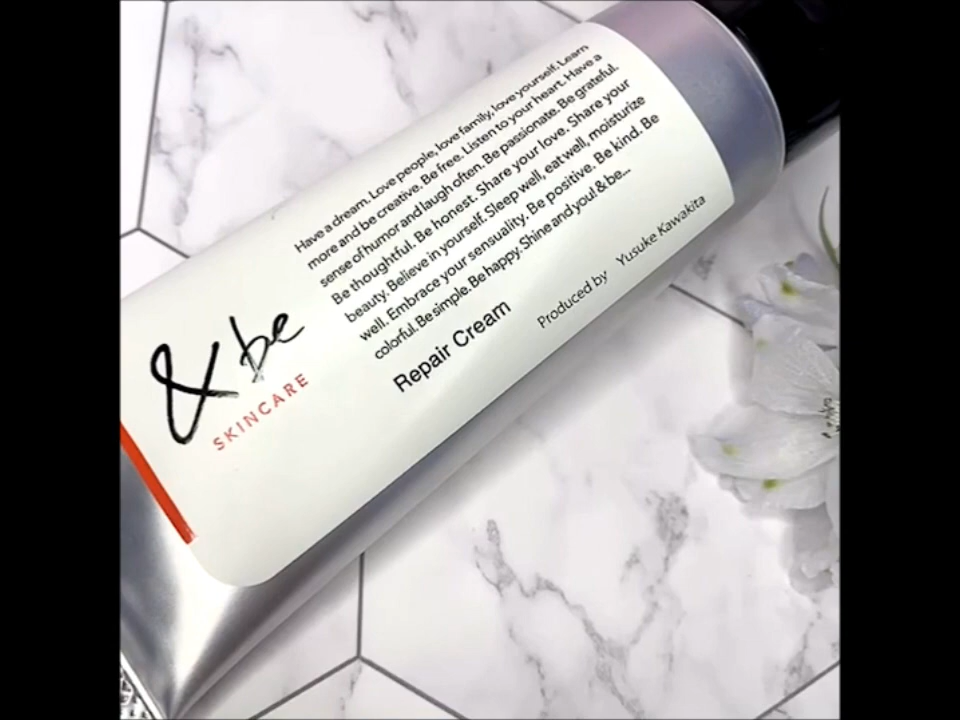 Have a dream. Love people, love family, love yourself. Learn
more and be creative. Be free. Listen to your heart. Have a
sense of humor and laugh often. Be passionate. Be grateful.
Be thoughtful. Be honest. Share your love. Share your
beauty. Believe in yourself. Sleep well, eat well, moisturize
well. Embrace your sensuality. Be positive. Be kind. Be
colorful. Be simple. Be happy. Shine and you! & be...
& be
SKINCARE
Repair Cream
Produced by Yusuke Kawakita